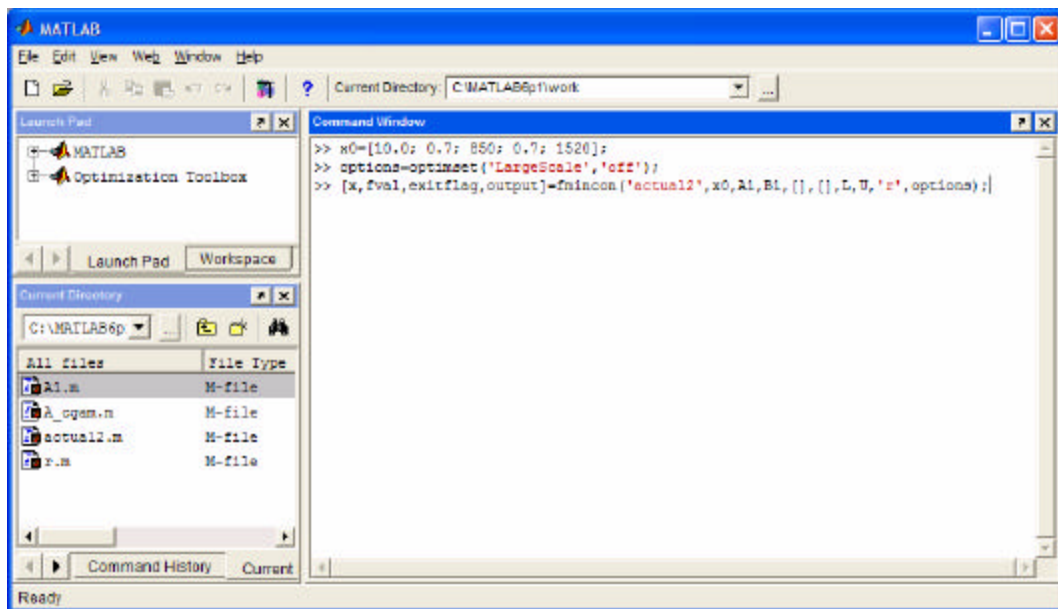 MATLAB
File Edit View Web Window Help
? Current Directory: C:\MATLAB6p1\work ...
Launch Pad
MATLAB
Optimization Toolbox
Launch Pad Workspace
Current Directory
C:\MATLAB6p ...
All files File Type
A1.m M-file
A_cgam.m M-file
actual2.m M-file
r.m M-file
Command History Current
Command Window
>> x0=[10.0; 0.7; 850; 0.7; 1520];
>> options=optimset('LargeScale','off');
>> [x,fval,exitflag,output]=fmincon('actual2',x0,A1,B1,[],[],L,U,'r',options);
Ready